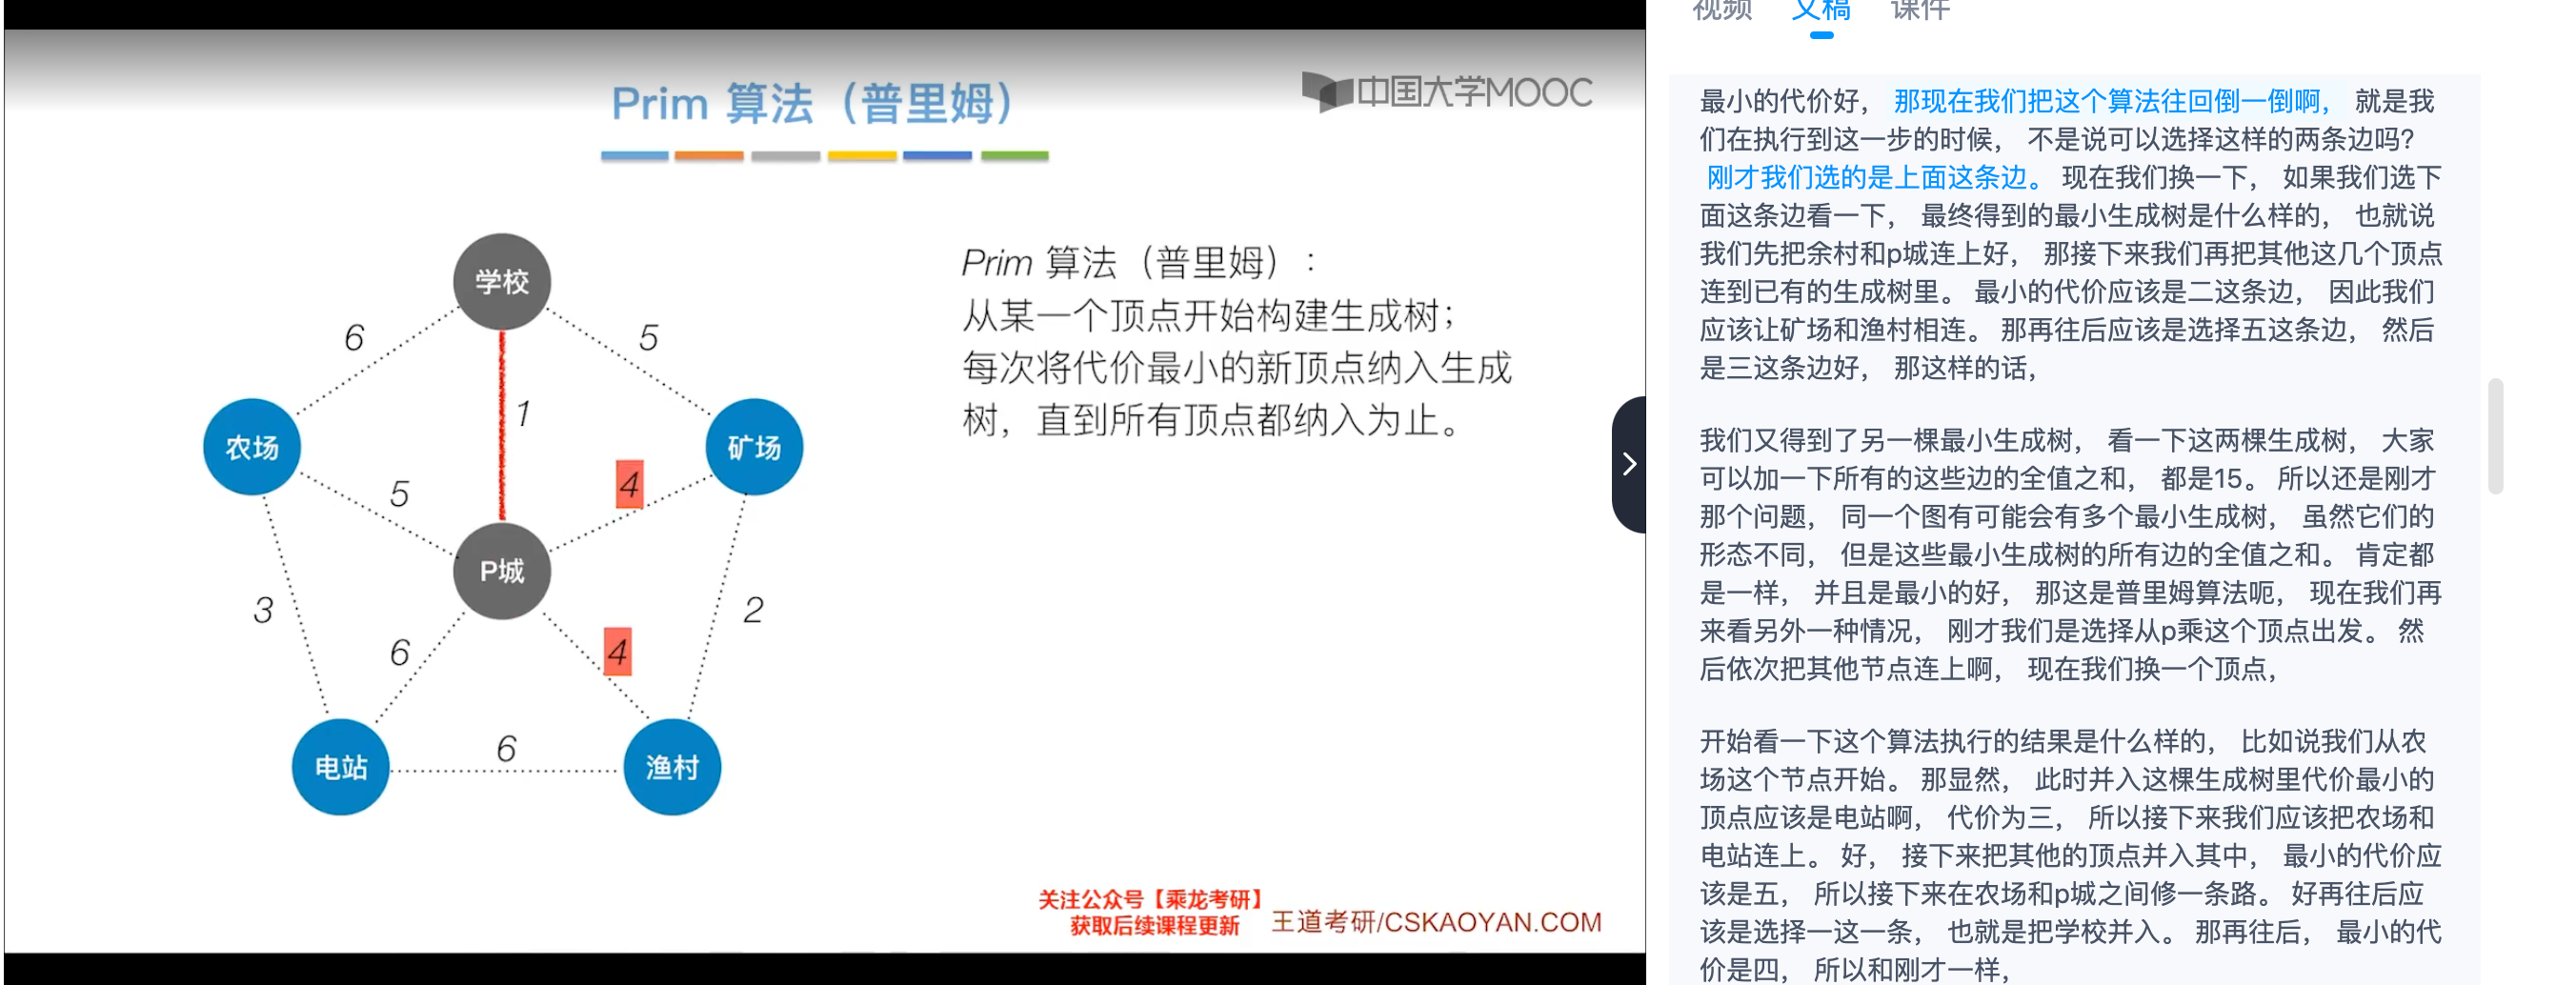 Prim 算法（普里姆）
中国大学MOOC
学校
6
5
农场
1
矿场
4
5
P城
3
2
6
4
电站
6
渔村
Prim 算法（普里姆）：
从某一个顶点开始构建生成树；
每次将代价最小的新顶点纳入生成
树，直到所有顶点都纳入为止。
关注公众号【乘龙考研】
获取后续课程更新
王道考研/CSKAOYAN.COM
视频 文稿 课件
最小的代价好， 那现在我们把这个算法往回倒一倒啊， 就是我
们在执行到这一步的时候， 不是说可以选择这样的两条边吗？
刚才我们选的是上面这条边。 现在我们换一下， 如果我们选下
面这条边看一下， 最终得到的最小生成树是什么样的， 也就说
我们先把余村和p城连上好， 那接下来我们再把其他这几个顶点
连到已有的生成树里。 最小的代价应该是二这条边， 因此我们
应该让矿场和渔村相连。 那再往后应该是选择五这条边， 然后
是三这条边好， 那这样的话，
我们又得到了另一棵最小生成树， 看一下这两棵生成树， 大家
可以加一下所有的这些边的全值之和， 都是15。 所以还是刚才
那个问题， 同一个图有可能会有多个最小生成树， 虽然它们的
形态不同， 但是这些最小生成树的所有边的全值之和。 肯定都
是一样， 并且是最小的好， 那这是普里姆算法呃， 现在我们再
来看另外一种情况， 刚才我们是选择从p乘这个顶点出发。 然
后依次把其他节点连上啊， 现在我们换一个顶点，
开始看一下这个算法执行的结果是什么样的， 比如说我们从农
场这个节点开始。 那显然， 此时并入这棵生成树里代价最小的
顶点应该是电站啊， 代价为三， 所以接下来我们应该把农场和
电站连上。 好， 接下来把其他的顶点并入其中， 最小的代价应
该是五， 所以接下来在农场和p城之间修一条路。 好再往后应
该是选择一这一条， 也就是把学校并入。 那再往后， 最小的代
价是四， 所以和刚才一样，